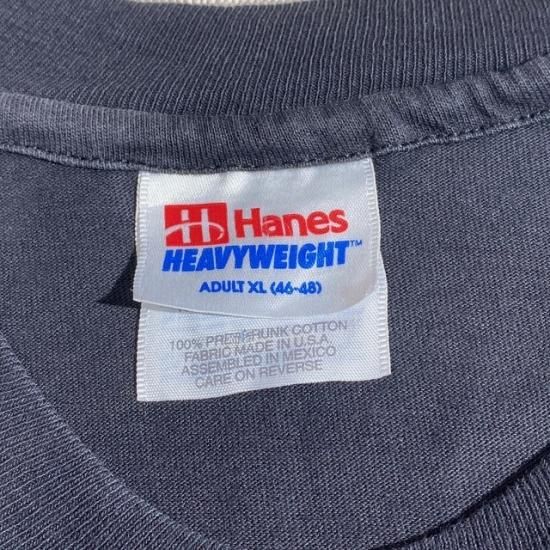 Hanes
HEAVYWEIGHT™
ADULT XL (46-48)
100% PRESHRUNK COTTON
FABRIC MADE IN U.S.A.
ASSEMBLED IN MEXICO
CARE ON REVERSE